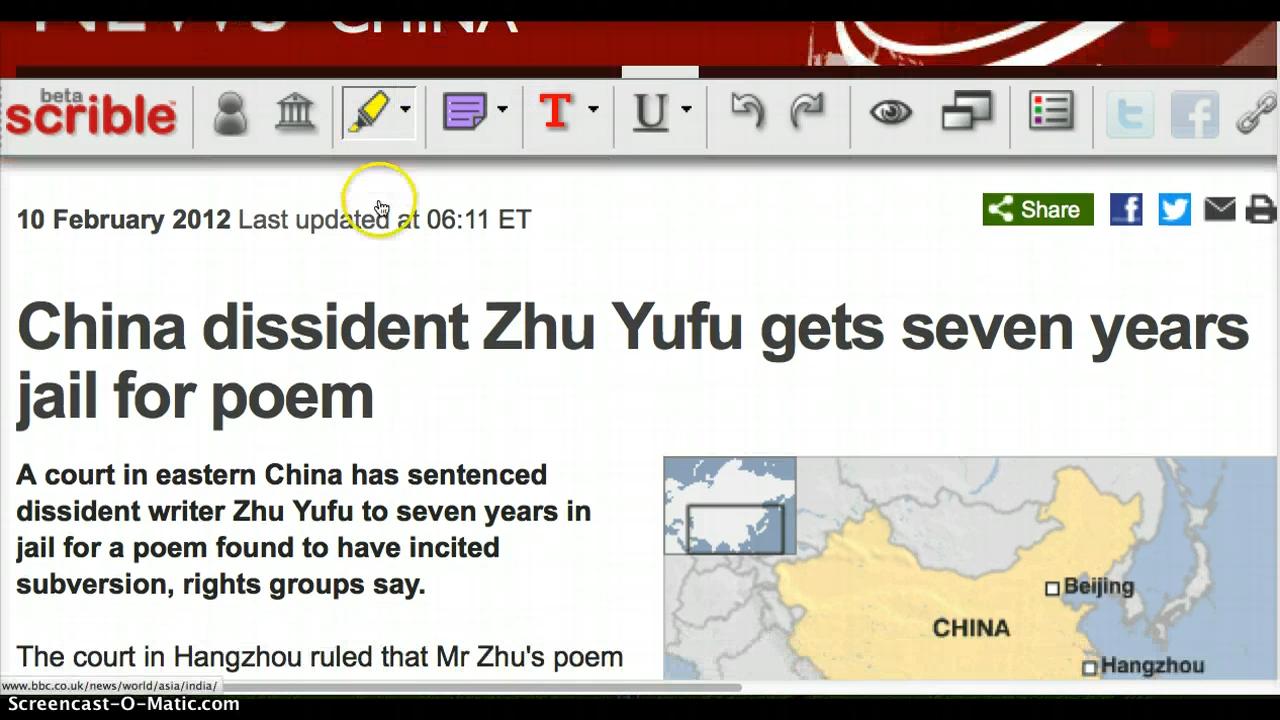 NEWS CHINA
beta
scrible™
T
U
10 February 2012 Last updated at 06:11 ET
Share
China dissident Zhu Yufu gets seven years
jail for poem
A court in eastern China has sentenced
dissident writer Zhu Yufu to seven years in
jail for a poem found to have incited
subversion, rights groups say.
The court in Hangzhou ruled that Mr Zhu's poem
Beijing
CHINA
Hangzhou
www.bbc.co.uk/news/world/asia/india/
Screencast-O-Matic.com